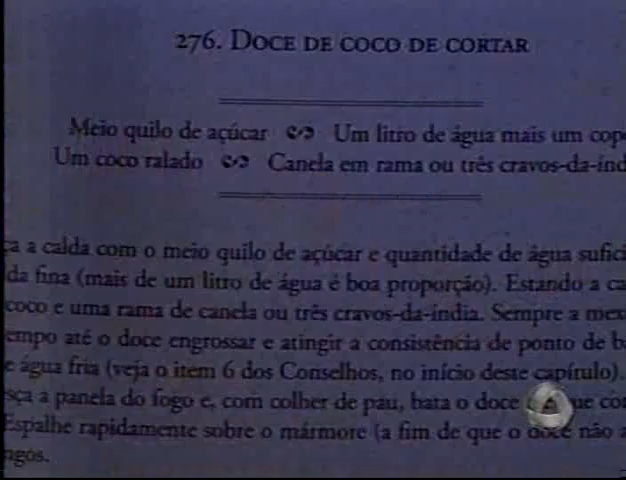 276. DOCE DE COCO DE CORTAR
Meio quilo de açúcar Um litro de água mais um
Um coco ralado Canela em rama ou três cravos-da-índ
a a calda com o meio quilo de açúcar e quantidade de água sufici
da fina (mais de um litro de água é boa proporção). Estando a ca
coco e uma rama de canela ou três cravos-da-índia. Sempre a mex
empo até o doce engrossar e atingir a consistência de ponto de b
e água fria (veja o item 6 dos Conselhos, no início deste capítulo).
ça a panela do fogo e, com colher de pau, bata o doce
Espalhe rapidamente sobre o mármore (a fim de que o doce não a
ngos.